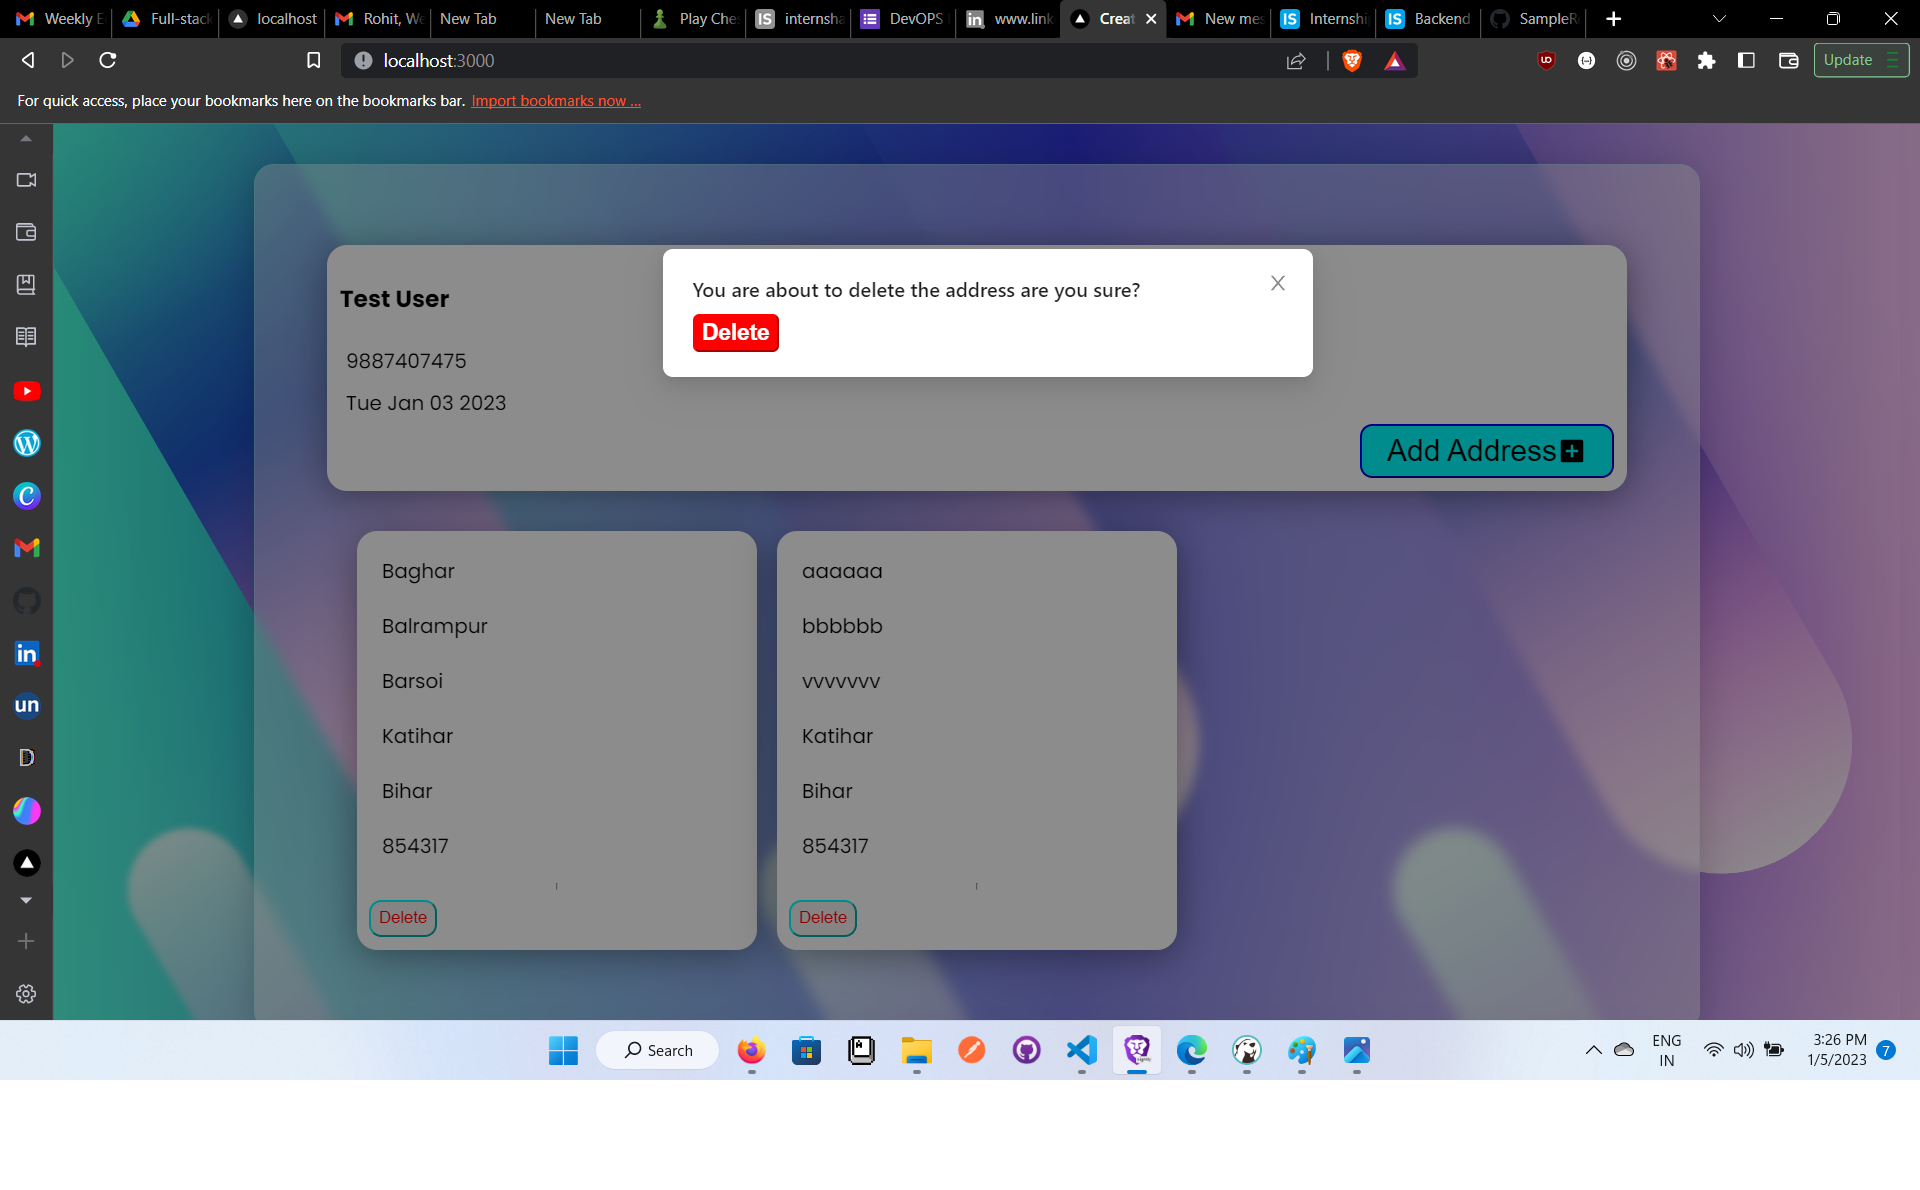 Weekly E
Full-stack
localhost
Rohit, We
New Tab
New Tab
Play Che
internsha
DevOPS
www.link
Creat
New mes
Internshi
Backend
SampleR
localhost:3000
Update
For quick access, place your bookmarks here on the bookmarks bar. Import bookmarks now ...
You are about to delete the address are you sure?
Delete
Test User
9887407475
Tue Jan 03 2023
Add Address
Baghar
Balrampur
Barsoi
Katihar
Bihar
854317
Delete
aaaaaa
bbbbbb
vvvvvvv
Katihar
Bihar
854317
Delete
Search
ENG
IN
3:26 PM
1/5/2023
7